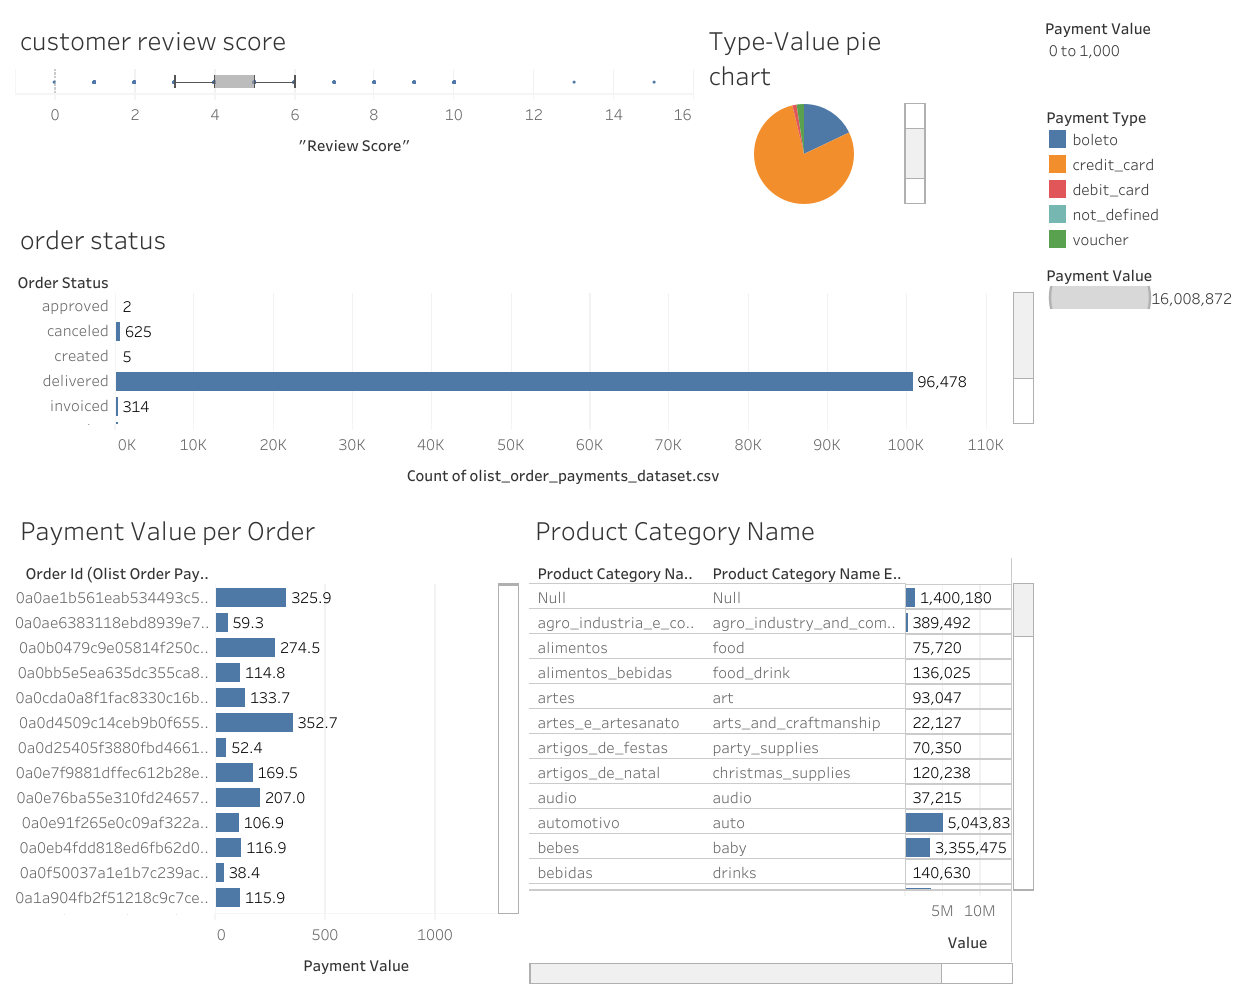 customer review score
0 2 4 6 8 10 12 14 16
"Review Score"
Type-Value pie
chart
Payment Value
0 to 1,000
Payment Type
boleto
credit_card
debit_card
not_defined
voucher
Payment Value
16,008,872
order status
Order Status
approved 2
canceled 625
created 5
delivered 96,478
invoiced 314
0K 10K 20K 30K 40K 50K 60K 70K 80K 90K 100K 110K
Count of olist_order_payments_dataset.csv
Payment Value per Order
Order Id (Olist Order Pay..
0a0ae1b561eab534493c5.. 325.9
0a0ae6383118ebd8939e7.. 59.3
0a0b0479c9e05814f250c.. 274.5
0a0bb5e5ea635dc355ca8.. 114.8
0a0cda0a8f1fac8330c16b.. 133.7
0a0d4509c14ceb9b0f655.. 352.7
0a0d25405f3880fbd4661.. 52.4
0a0e7f9881dffec612b28e.. 169.5
0a0e76ba55e310fd24657.. 207.0
0a0e91f265e0c09af322a.. 106.9
0a0eb4fdd818ed6fb62d0.. 116.9
0a0f50037a1e1b7c239ac.. 38.4
0a1a904fb2f51218c9c7ce.. 115.9
0 500 1000
Payment Value
Product Category Name
Product Category Na.. Product Category Name E..
Null Null 1,400,180
agro_industria_e_co.. agro_industry_and_com.. 389,492
alimentos food 75,720
alimentos_bebidas food_drink 136,025
artes art 93,047
artes_e_artesanato arts_and_craftmanship 22,127
artigos_de_festas party_supplies 70,350
artigos_de_natal christmas_supplies 120,238
audio audio 37,215
automotivo auto 5,043,83
bebes baby 3,355,475
bebidas drinks 140,630
5M 10M
Value